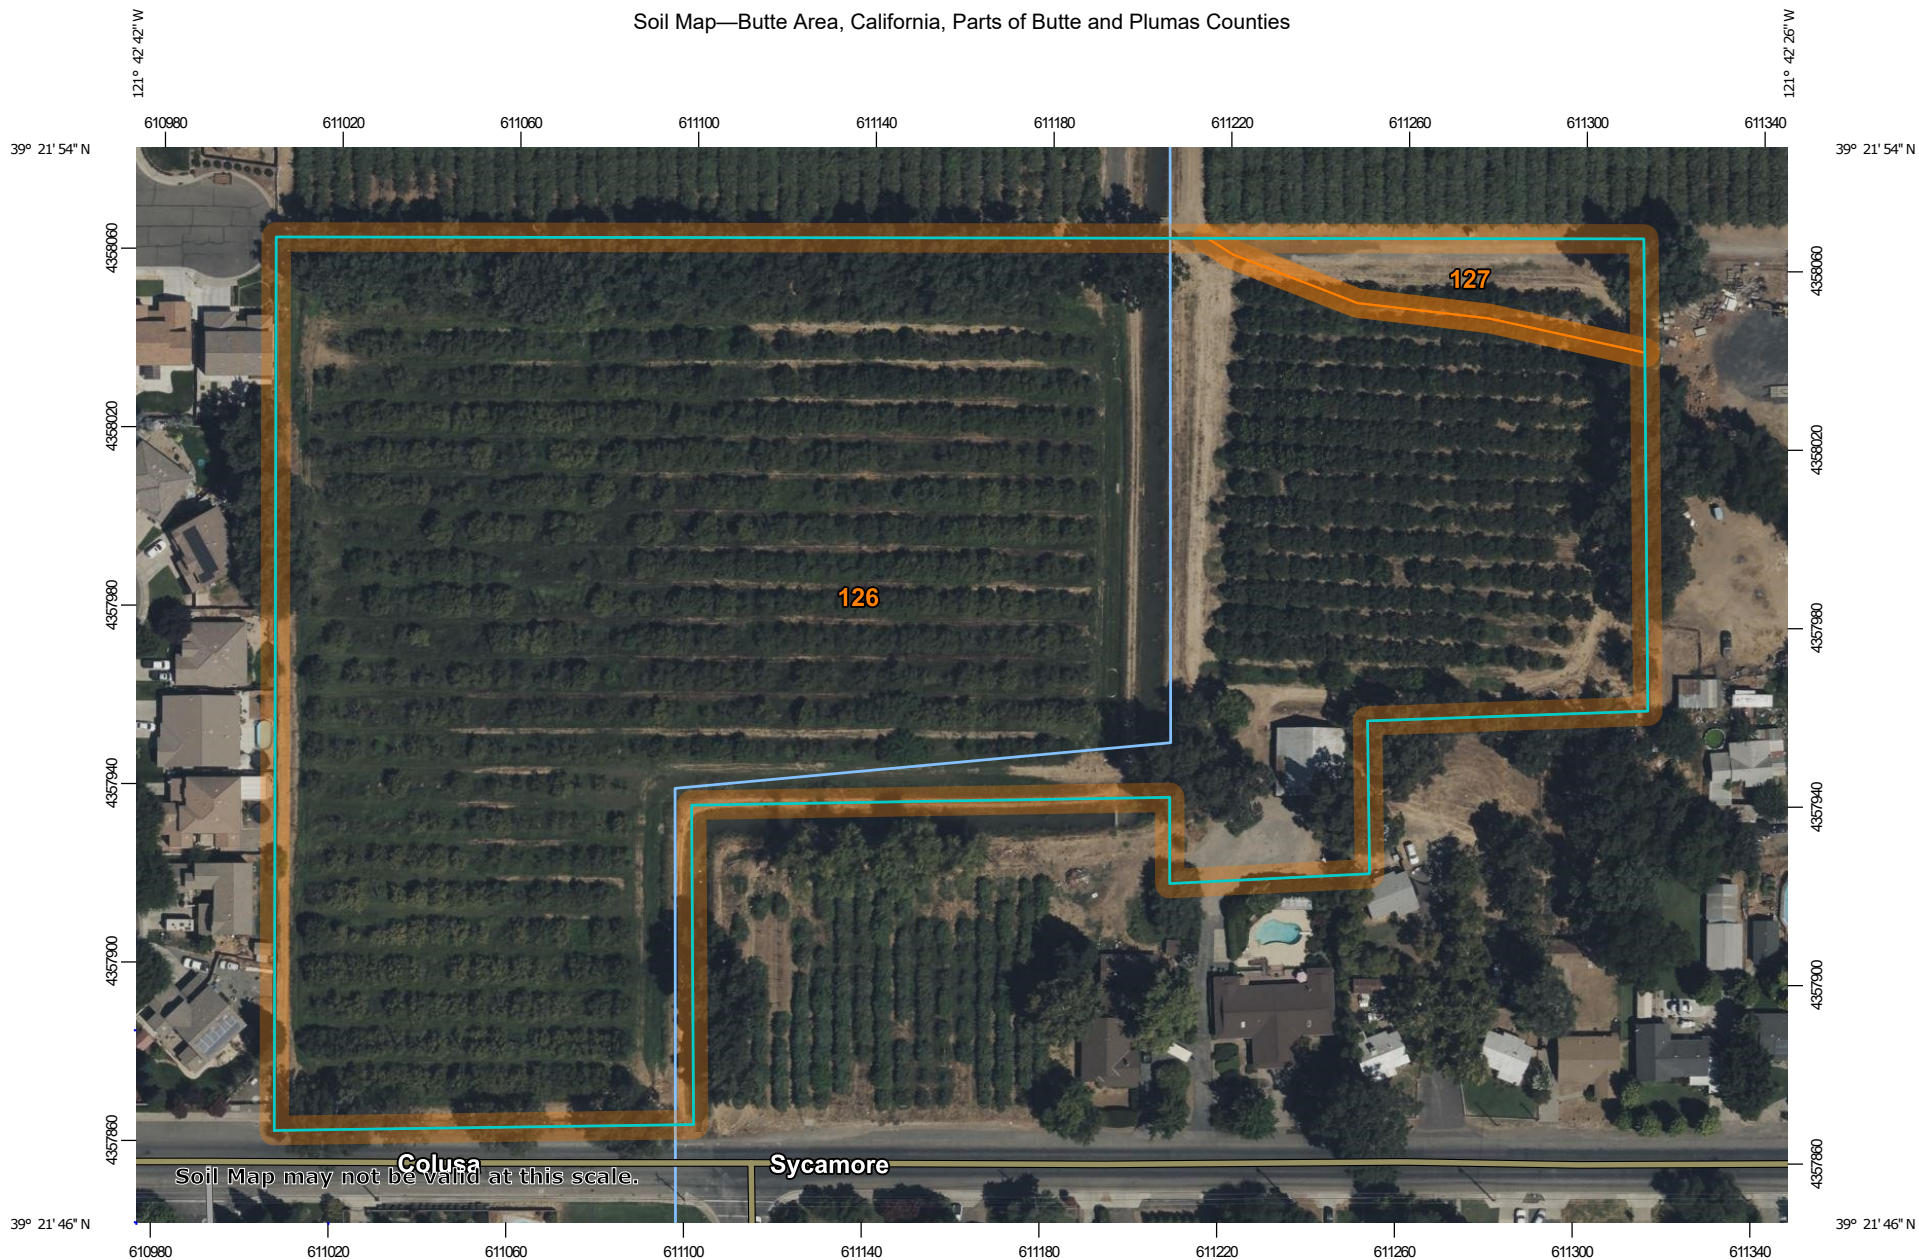 Soil Map—Butte Area, California, Parts of Butte and Plumas Counties
121° 42' 42'' W
121° 42' 26'' W
610980 611020 611060 611100 611140 611180 611220 611260 611300 611340
39° 21' 54'' N
39° 21' 54'' N
4358060
4358060
127
4358020
4358020
126
4357980
4357980
4357940
4357940
4357900
4357900
4357860
4357860
Colusa
Sycamore
Soil Map may not be valid at this scale.
39° 21' 46'' N
39° 21' 46'' N
610980 611020 611060 611100 611140 611180 611220 611260 611300 611340